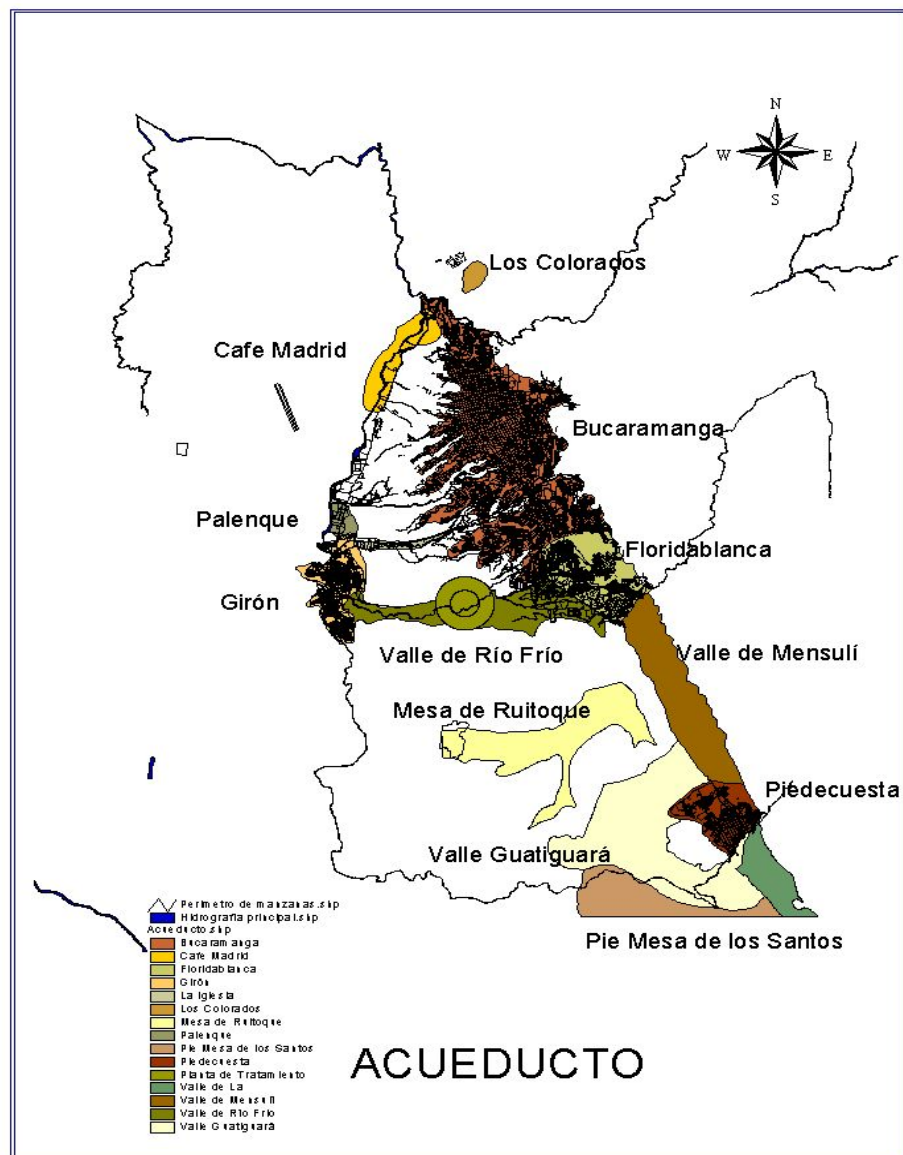 N
W E
S
Los Colorados
Cafe Madrid
Bucaramanga
Palenque
Floridablanca
Girón
Valle de Río Frío
Valle de Mensulí
Mesa de Ruitoque
Piedecuesta
Valle Guatiguará
Pie Mesa de los Santos
Perimetro de manzanas.shp
Hidrografía principal.shp
Acueducto.shp
Bucaramanga
Cafe Madrid
Floridablanca
Girón
La Iglesia
Los Colorados
Mesa de Ruitoque
Palenque
Pie Mesa de los Santos
Piedecuesta
Planta de Tratamiento
Valle de La
Valle de Mensulí
Valle de Río Frío
Valle Guatiguará
ACUEDUCTO